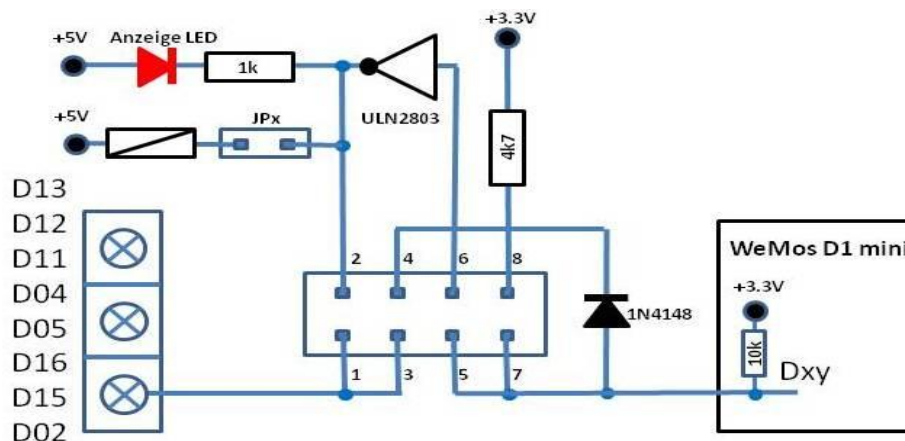 +3.3V
+5V
Anzeige LED
1k
ULN2803
+5V
JPx
4k7
D13
D12
D11
D04
D05
D16
D15
D02
2 4 6 8
1 3 5 7
1N4148
WeMos D1 mini
+3.3V
10k
Dxy